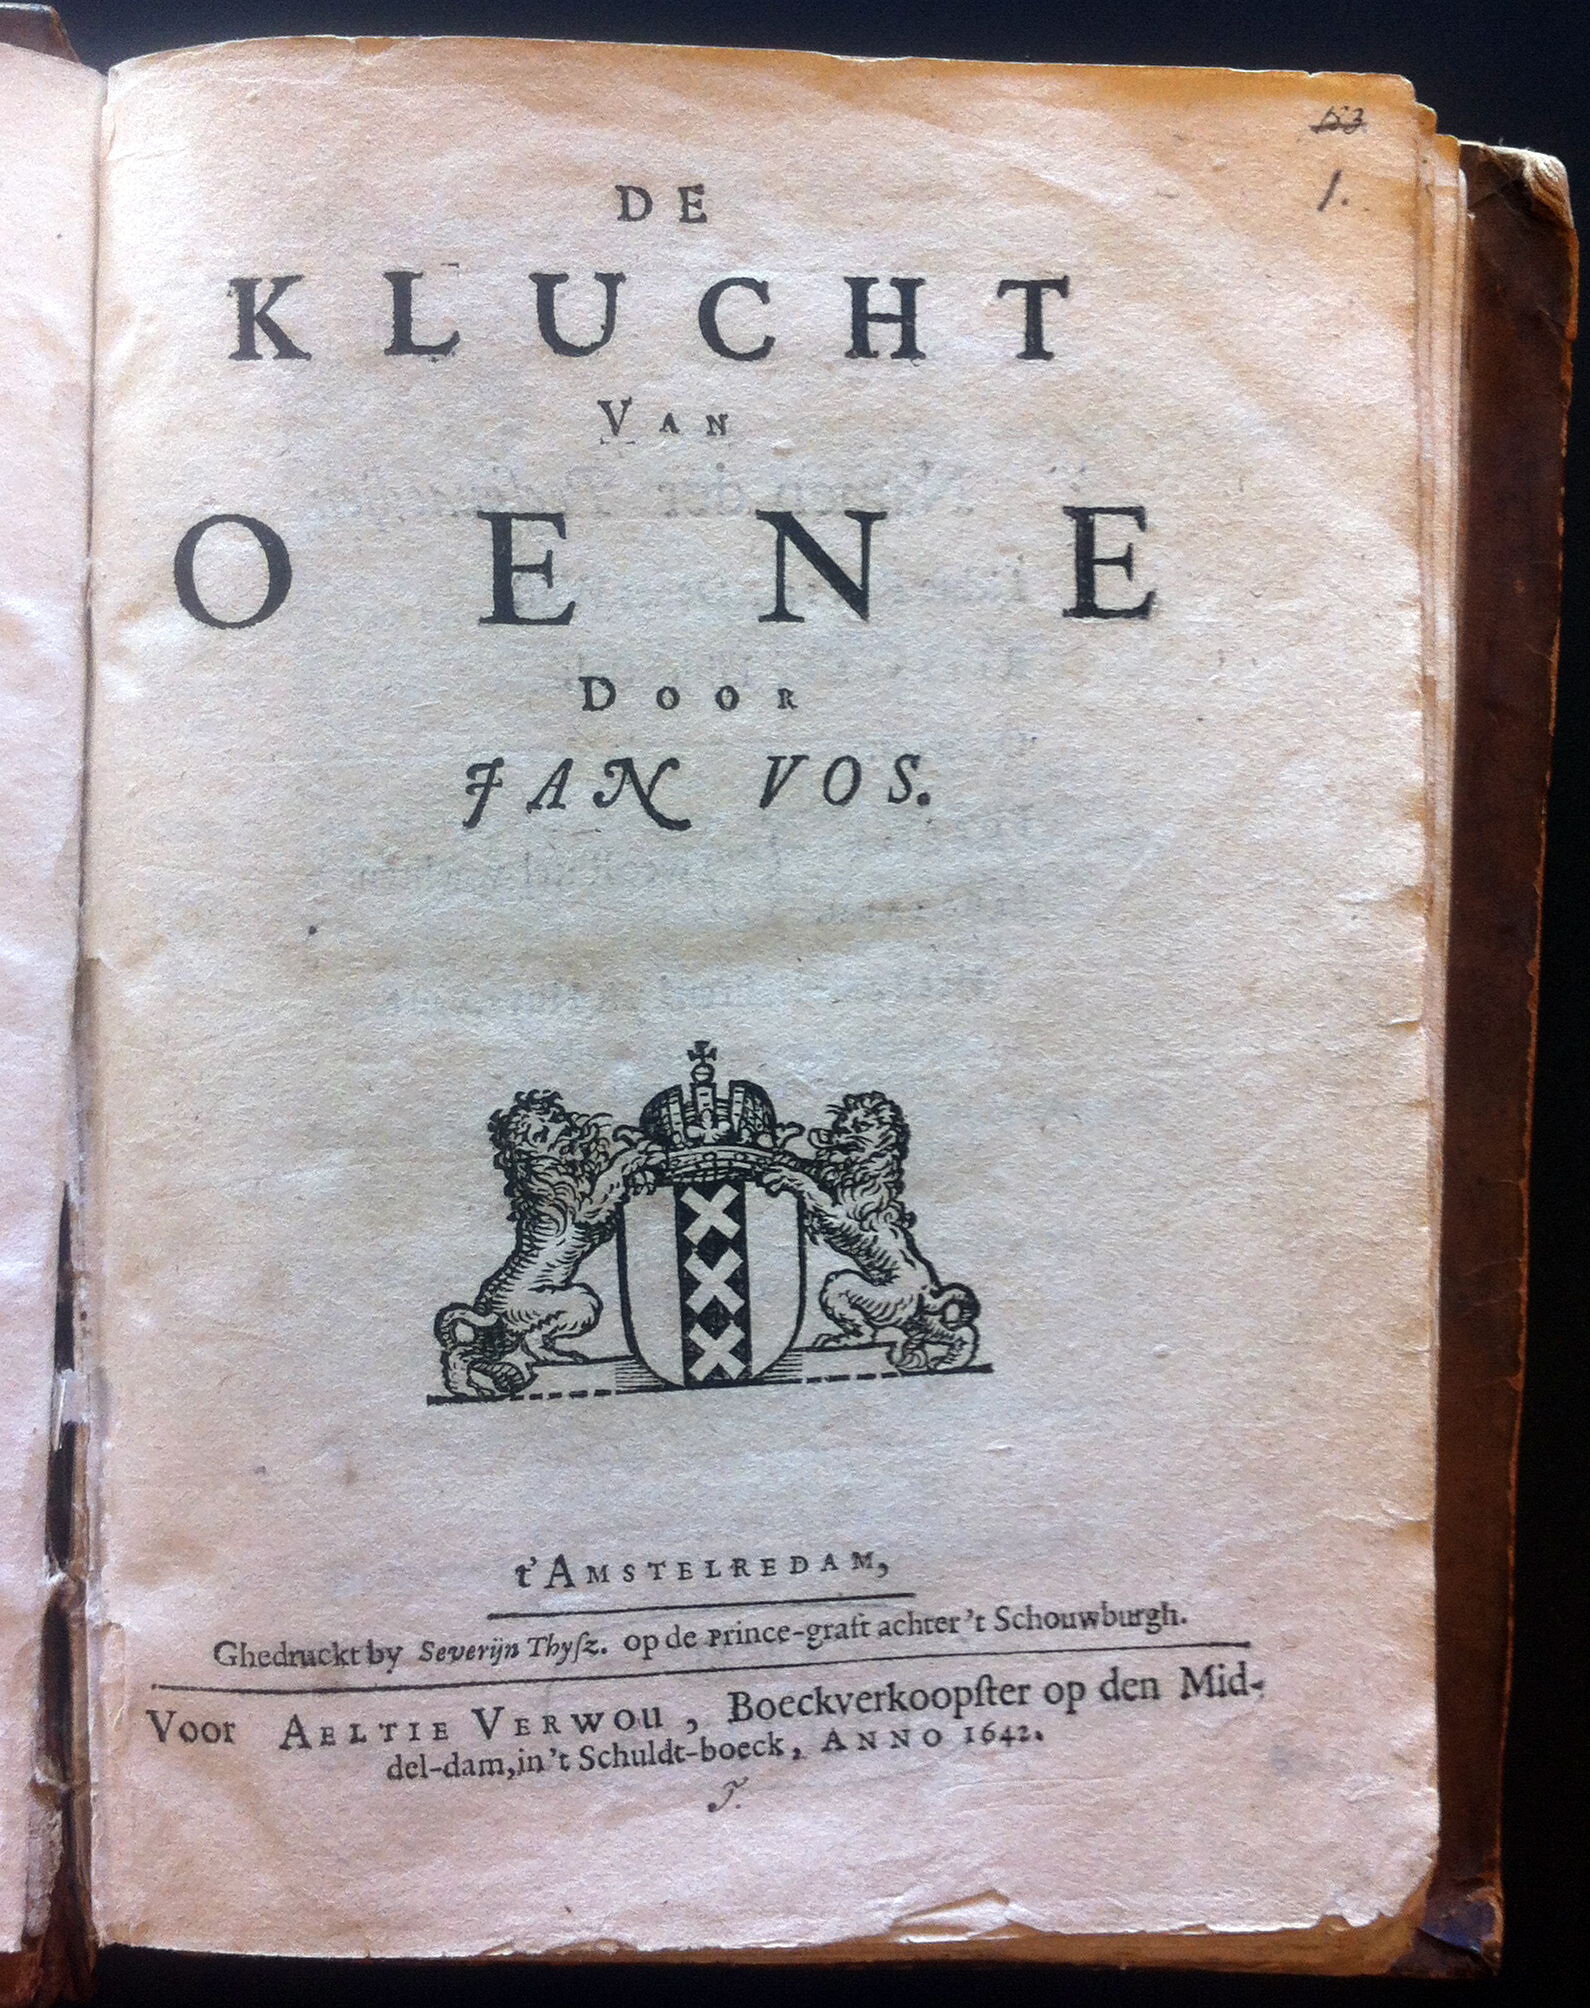 153
1.
DE
KLUCHT
VAN
OENE
DOOR
JAN VOS.
t'AMSTELREDAM,
Ghedruckt by Severijn Thyſz. op de Prince-graft achter 't Schouwburgh.
Voor AELTIE VERWOU, Boeckverkoopſter op den Mid-
del-dam, in 't Schuldt-boeck, ANNO 1642.